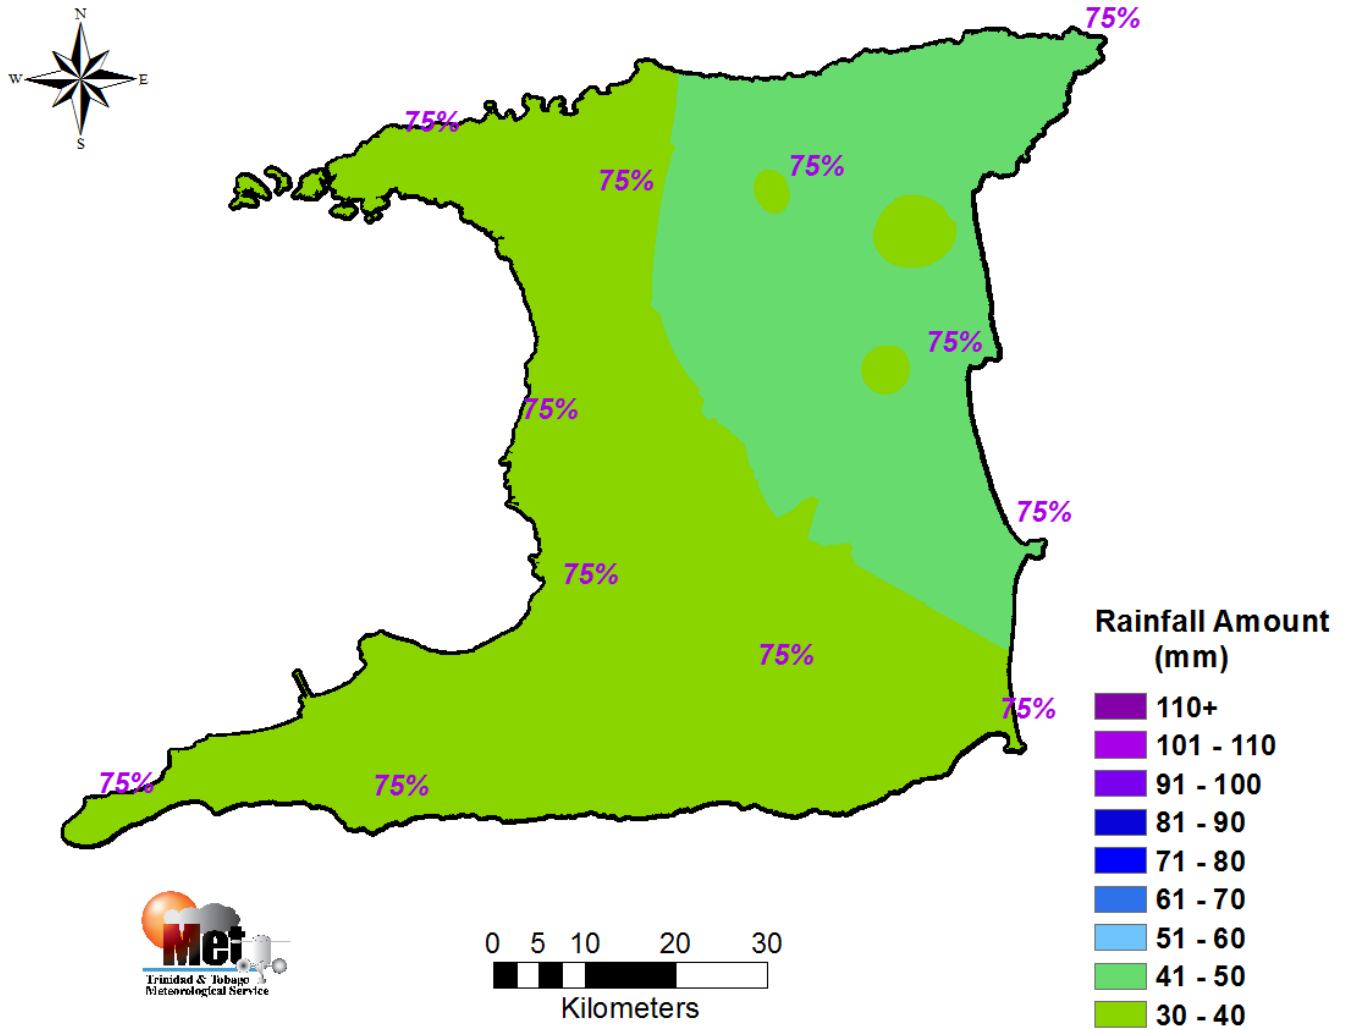 N
W
E
S
75%
75%
75%
75%
75%
75%
75%
75%
75%
75%
75%
75%
Rainfall Amount
(mm)
110+
101 - 110
91 - 100
81 - 90
71 - 80
61 - 70
51 - 60
41 - 50
30 - 40
Met
Trinidad & Tobago
Meteorological Service
0 5 10 20 30
Kilometers